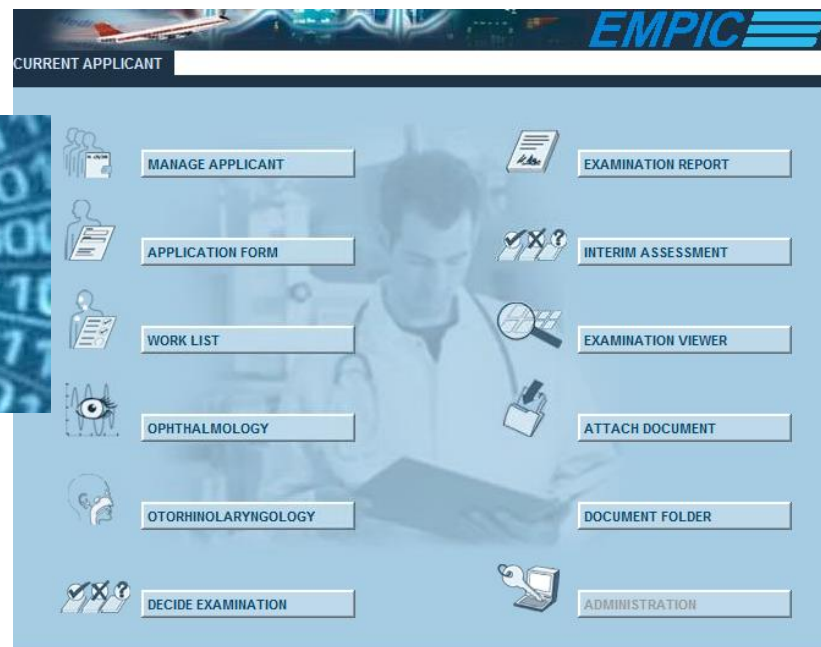 EMPIC
CURRENT APPLICANT
MANAGE APPLICANT
APPLICATION FORM
WORK LIST
OPHTHALMOLOGY
OTORHINOLARYNGOLOGY
DECIDE EXAMINATION
EXAMINATION REPORT
INTERIM ASSESSMENT
EXAMINATION VIEWER
ATTACH DOCUMENT
DOCUMENT FOLDER
ADMINISTRATION